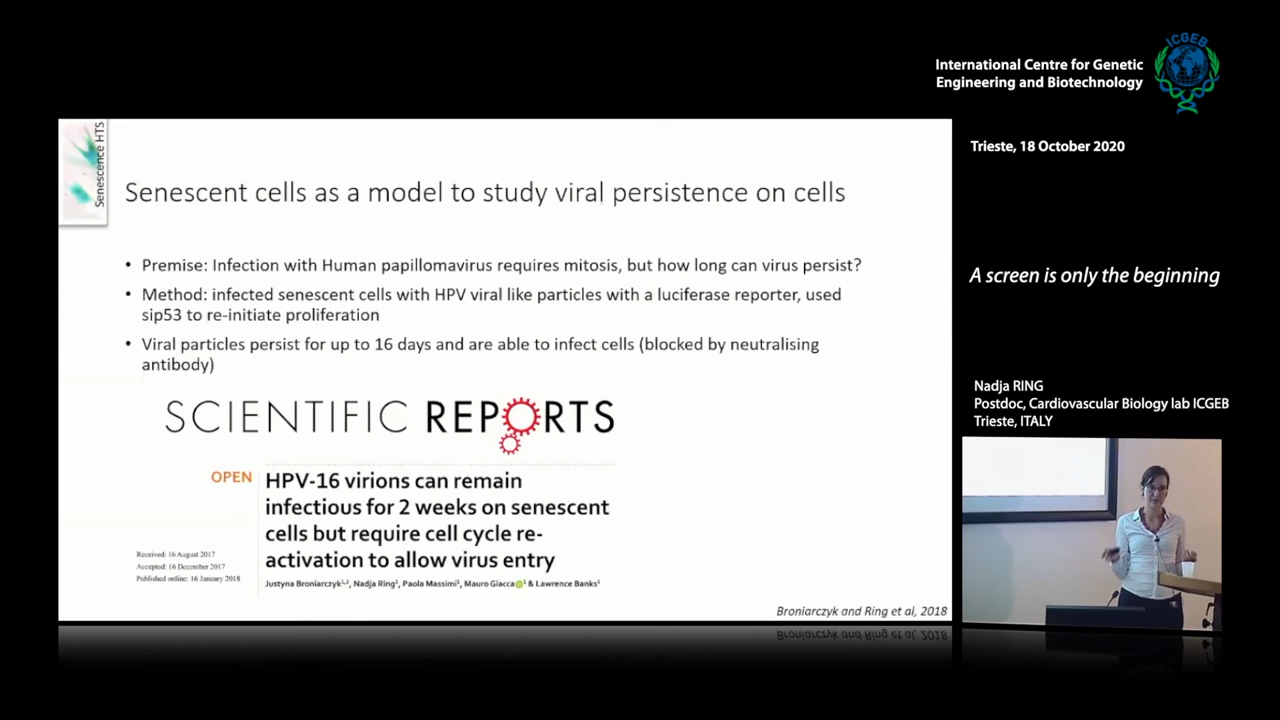 ICGEB
International Centre for Genetic
Engineering and Biotechnology
Trieste, 18 October 2020
A screen is only the beginning
Nadja RING
Postdoc, Cardiovascular Biology lab ICGEB
Trieste, ITALY
Senescence HTS
Senescent cells as a model to study viral persistence on cells
• Premise: Infection with Human papillomavirus requires mitosis, but how long can virus persist?
• Method: infected senescent cells with HPV viral like particles with a luciferase reporter, used
sip53 to re-initiate proliferation
• Viral particles persist for up to 16 days and are able to infect cells (blocked by neutralising
antibody)
SCIENTIFIC REPORTS
OPEN
HPV-16 virions can remain
infectious for 2 weeks on senescent
cells but require cell cycle re-
activation to allow virus entry
Received: 16 August 2017
Accepted: 16 December 2017
Published online: 16 January 2018
Justyna Broniarczyk1,2, Nadja Ring1, Paola Massimi1, Mauro Giacca1 & Lawrence Banks1
Broniarczyk and Ring et al, 2018